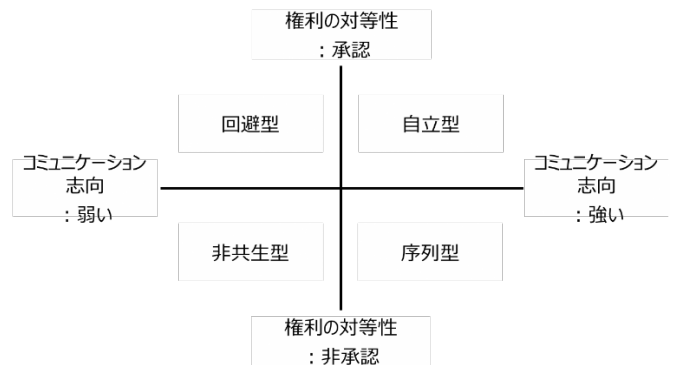 権利の対等性
：承認
回避型
自立型
コミュニケーション
志向
：弱い
コミュニケーション
志向
：強い
非共生型
序列型
権利の対等性
：非承認